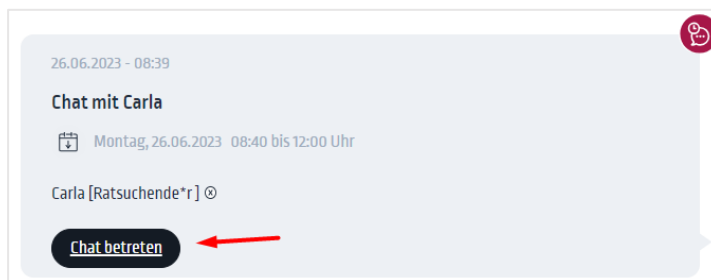 26.06.2023 - 08:39
Chat mit Carla
Montag, 26.06.2023 08:40 bis 12:00 Uhr
Carla [Ratsuchende*r] ⓧ
Chat betreten